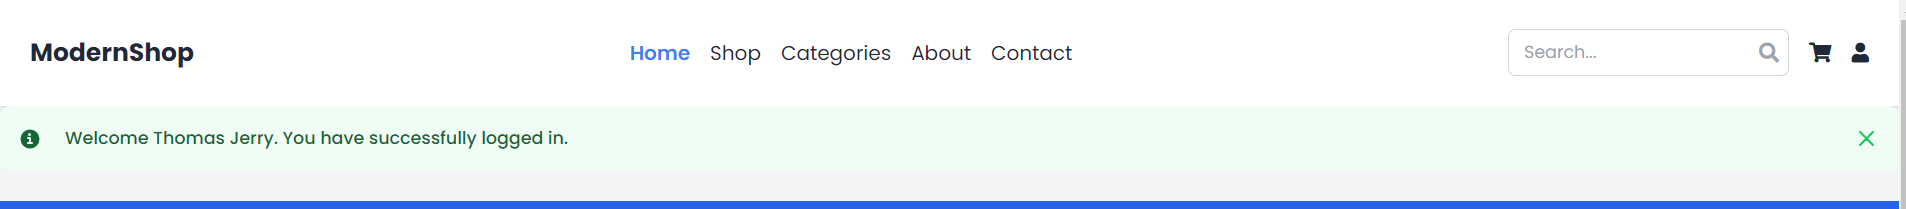 ModernShop
Home Shop Categories About Contact
Search...
Welcome Thomas Jerry. You have successfully logged in.